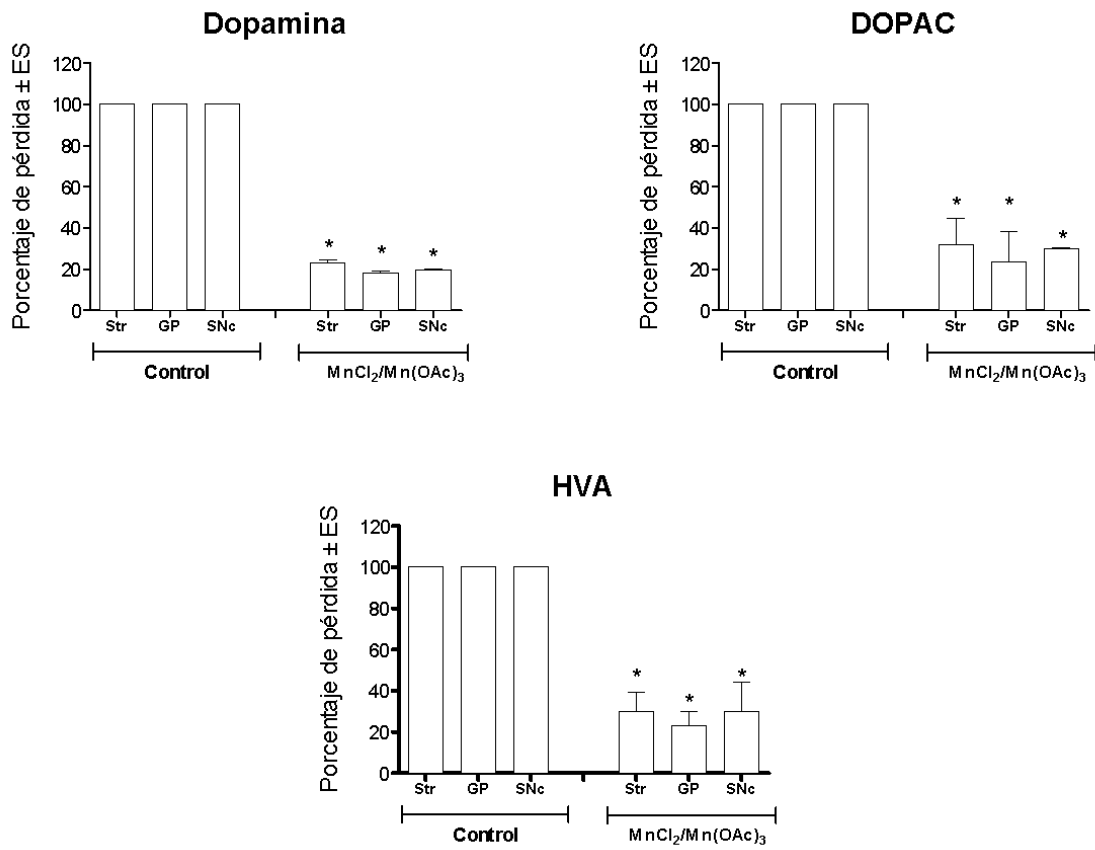 Dopamina
Porcentaje de pérdida ± ES
120
100
80
60
40
20
0
Str GP SNc Str GP SNc
* * *
Control MnCl₂/Mn(OAc)₃
DOPAC
Porcentaje de pérdida ± ES
120
100
80
60
40
20
0
Str GP SNc Str GP SNc
* * *
Control MnCl₂/Mn(OAc)₃
HVA
Porcentaje de pérdida ± ES
120
100
80
60
40
20
0
Str GP SNc Str GP SNc
* * *
Control MnCl₂/Mn(OAc)₃